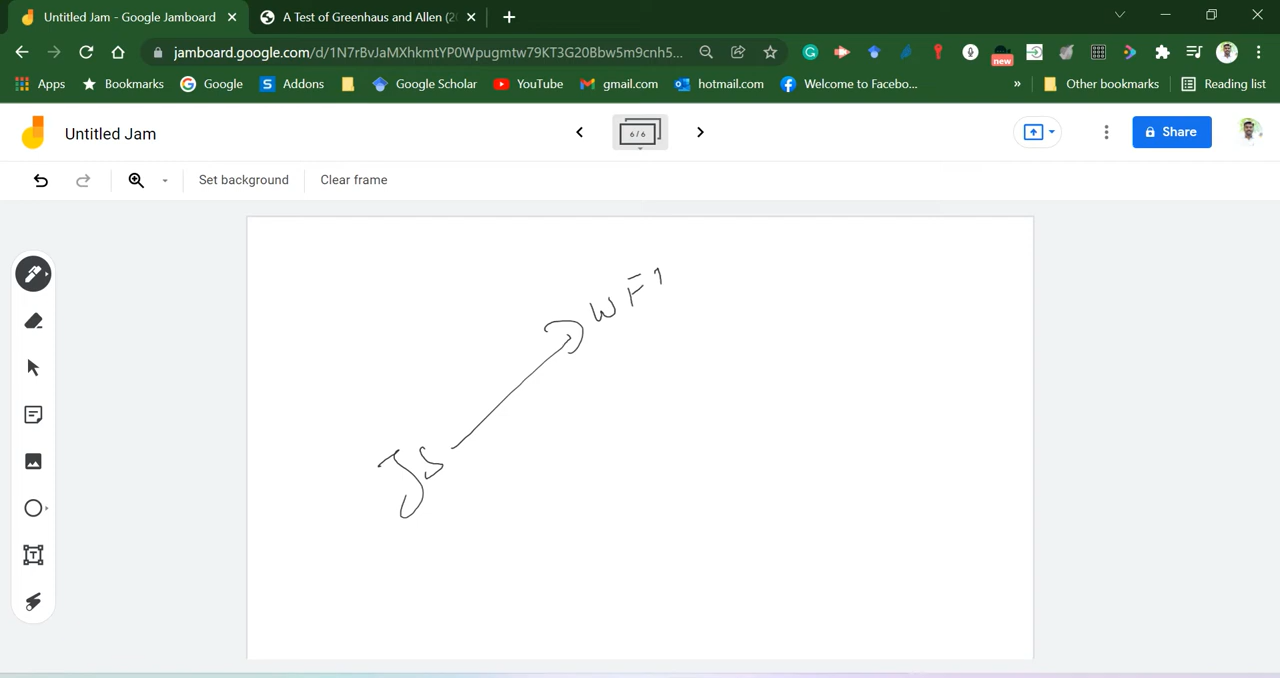 Untitled Jam - Google Jamboard
A Test of Greenhaus and Allen (2
jamboard.google.com/d/1N7rBvJaMXhkmtYP0Wpugmtw79KT3G20Bbw5m9cnh5...
new
Apps Bookmarks Google Addons Google Scholar YouTube gmail.com hotmail.com Welcome to Facebo... » Other bookmarks Reading list
Untitled Jam
6 / 6
Share
Set background Clear frame
WF
JS